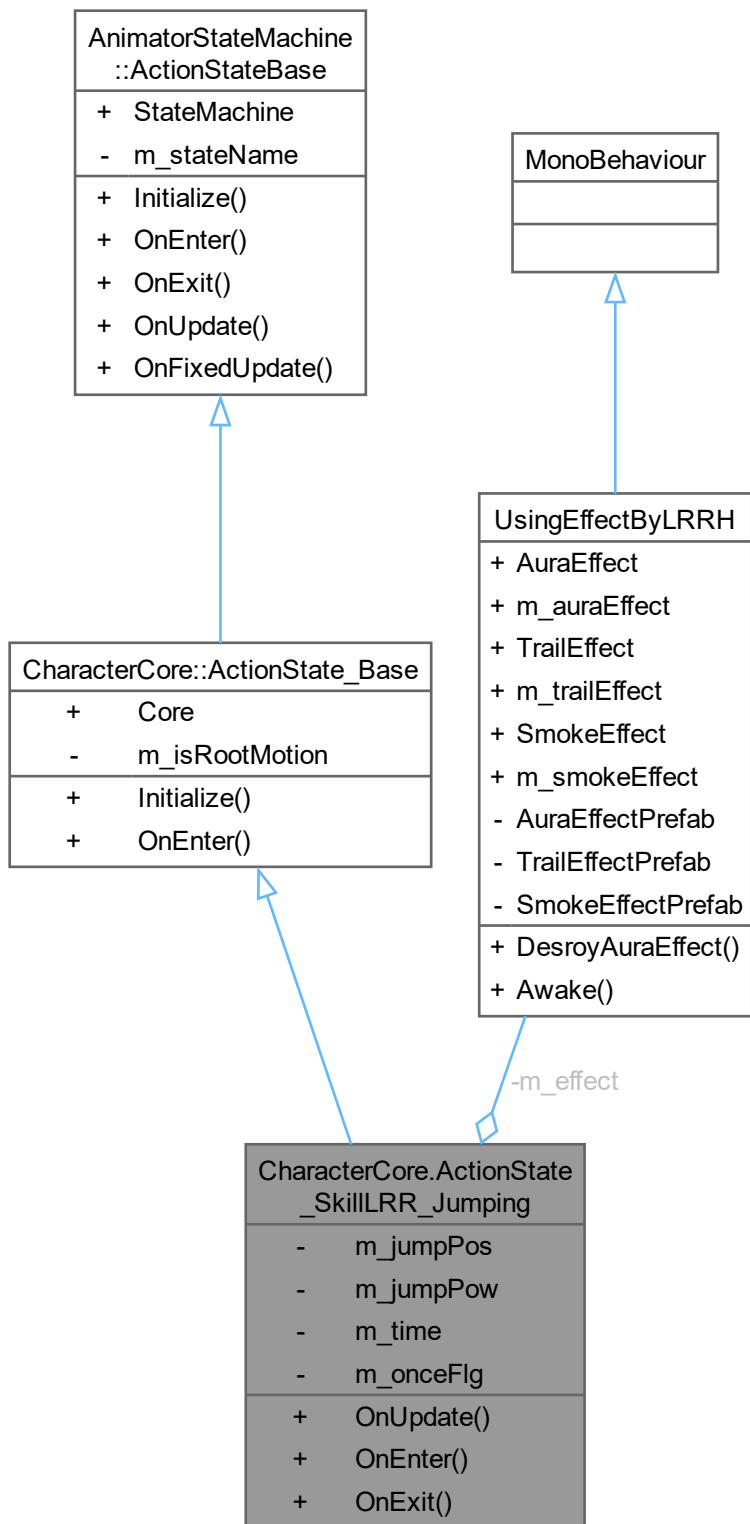 AnimatorStateMachine
::ActionStateBase
+ StateMachine
- m_stateName
+ Initialize()
+ OnEnter()
+ OnExit()
+ OnUpdate()
+ OnFixedUpdate()
MonoBehaviour
CharacterCore::ActionState_Base
+ Core
- m_isRootMotion
+ Initialize()
+ OnEnter()
UsingEffectByLRRH
+ AuraEffect
+ m_auraEffect
+ TrailEffect
+ m_trailEffect
+ SmokeEffect
+ m_smokeEffect
- AuraEffectPrefab
- TrailEffectPrefab
- SmokeEffectPrefab
+ DesroyAuraEffect()
+ Awake()
-m_effect
CharacterCore.ActionState
_SkillLRR_Jumping
- m_jumpPos
- m_jumpPow
- m_time
- m_onceFlg
+ OnUpdate()
+ OnEnter()
+ OnExit()